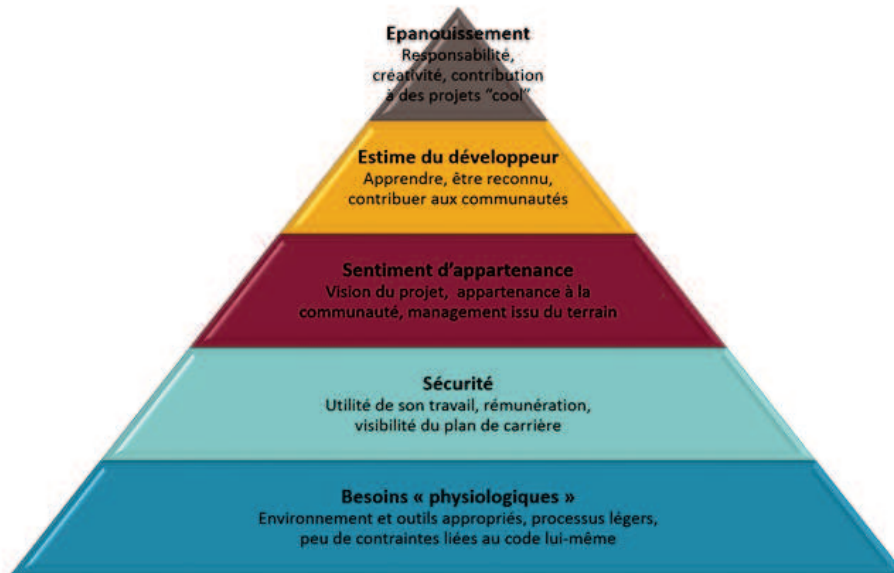 Epanouissement
Responsabilité,
créativité, contribution
à des projets "cool"
Estime du développeur
Apprendre, être reconnu,
contribuer aux communautés
Sentiment d'appartenance
Vision du projet, appartenance à la
communauté, management issu du terrain
Sécurité
Utilité de son travail, rémunération,
visibilité du plan de carrière
Besoins « physiologiques »
Environnement et outils appropriés, processus légers,
peu de contraintes liées au code lui-même